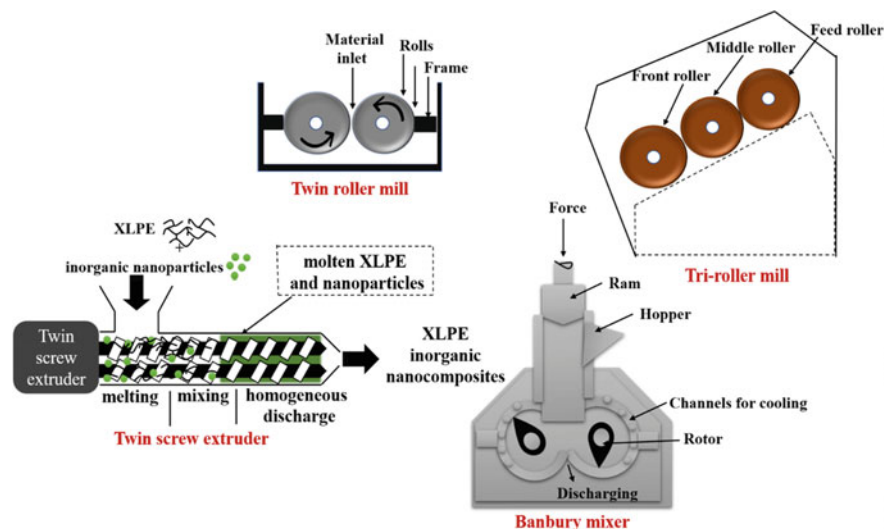 Material
inlet
Rolls
Frame
Twin roller mill
Feed roller
Middle roller
Front roller
Tri-roller mill
XLPE
+
inorganic nanoparticles
molten XLPE
and nanoparticles
Twin
screw
extruder
melting
mixing
homogeneous
discharge
Twin screw extruder
XLPE
inorganic
nanocomposites
Force
Ram
Hopper
Channels for cooling
Rotor
Discharging
Banbury mixer